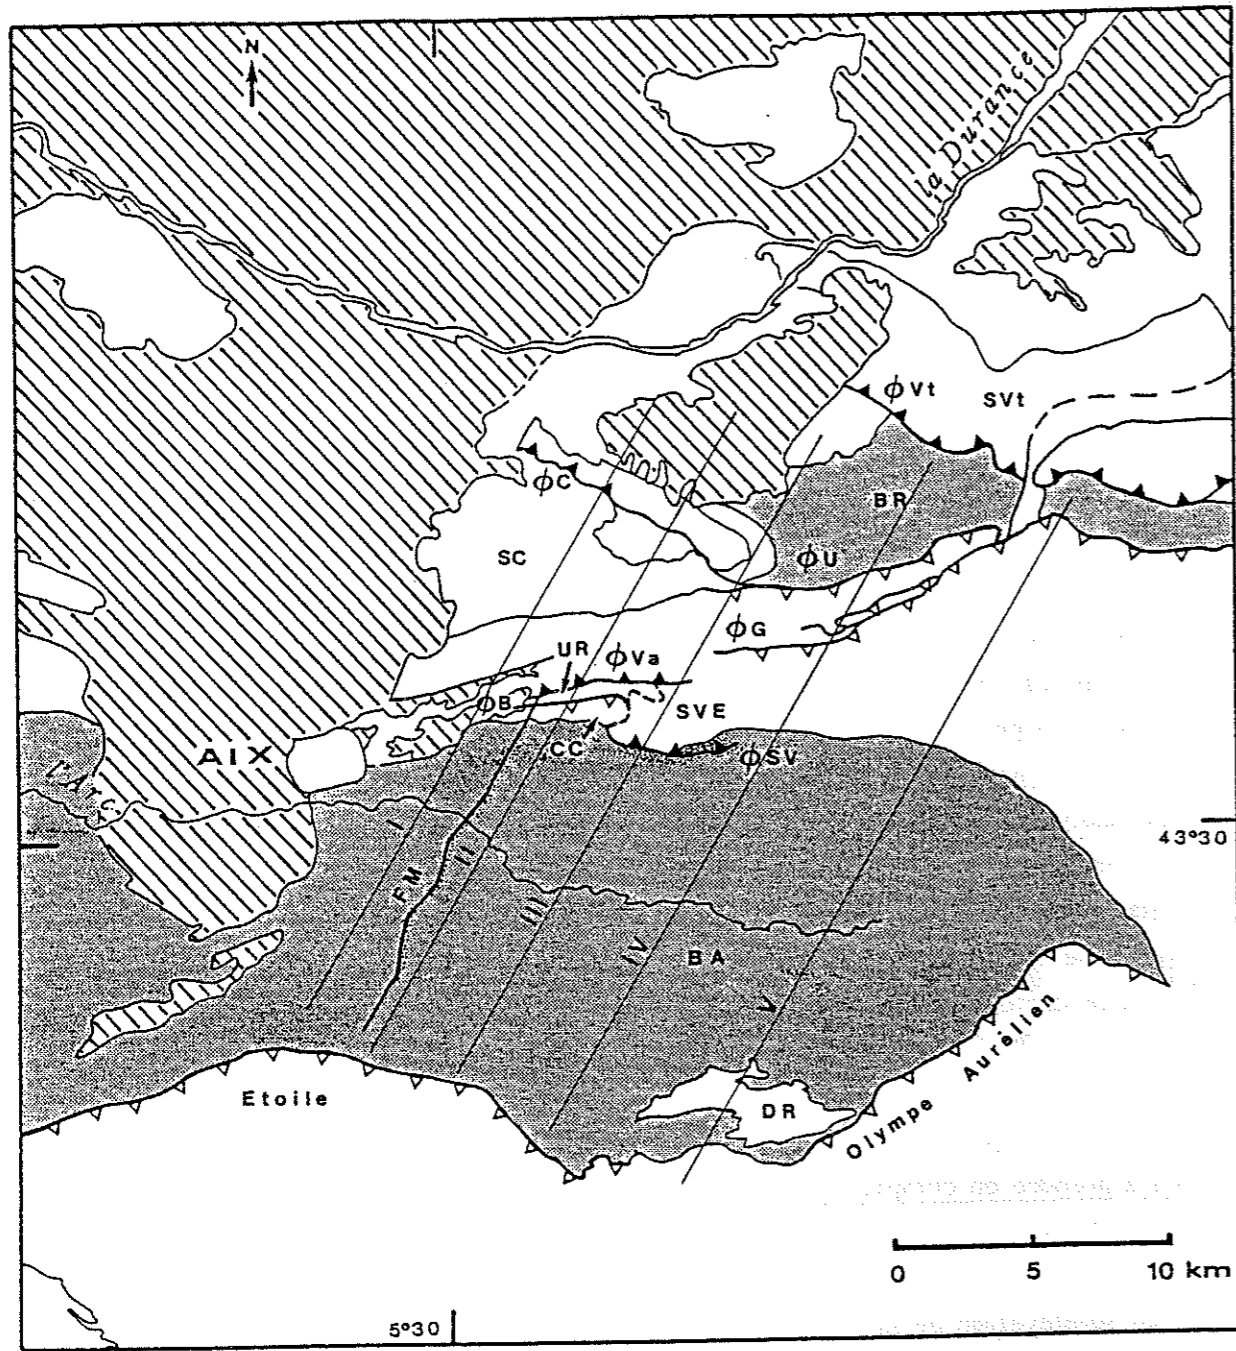 N
la Durance
ϕVt
SVt
ϕC
BR
SC
ϕU
ϕG
UR
ϕVa
ϕB
SVE
AIX
CC
ϕSV
L'Arc
I
43°30
II
FM
III
IV
BA
V
Aurélien
Etoile
DR
Olympe
0 5 10 km
5°30